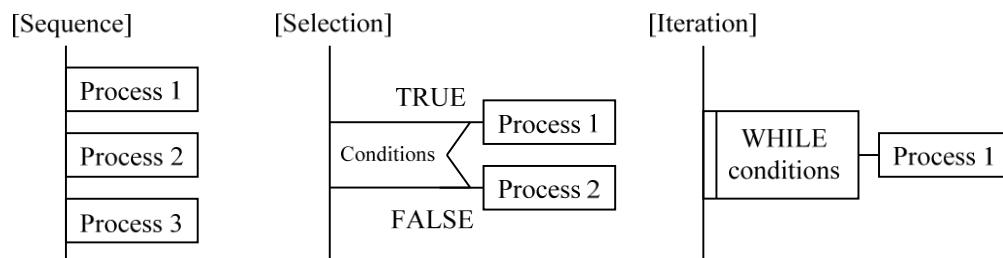 [Sequence]
Process 1
Process 2
Process 3
[Selection]
TRUE
Conditions
Process 1
Process 2
FALSE
[Iteration]
WHILE
conditions
Process 1